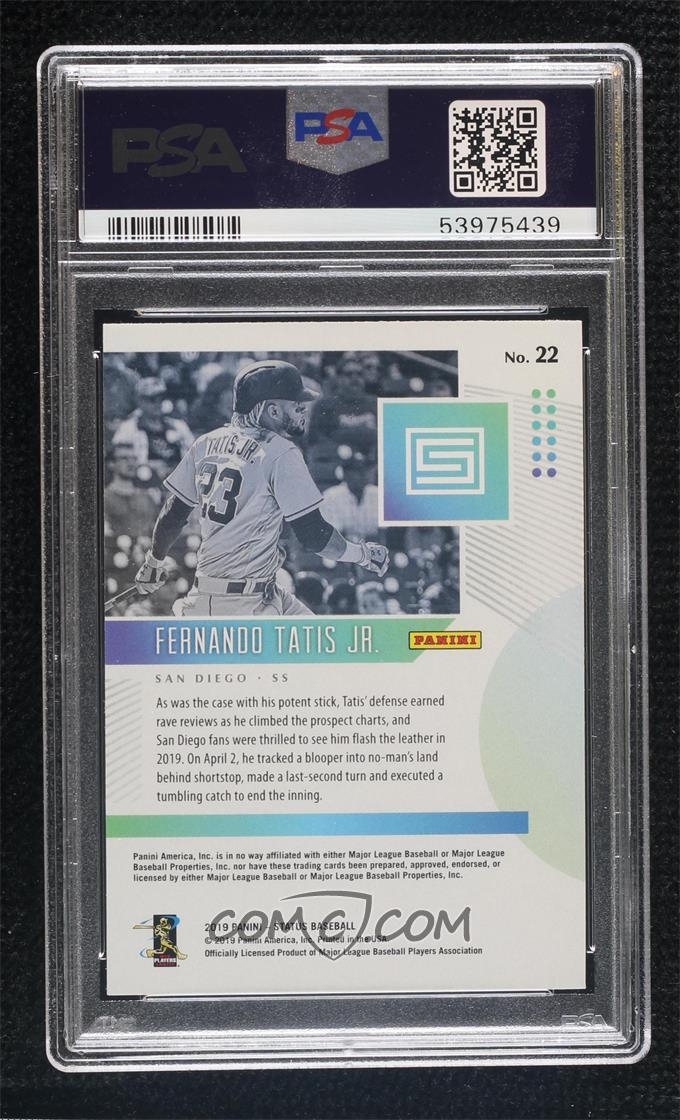 PSA
PSA
53975439
No. 22
TATIS JR.
23
FERNANDO TATIS JR.
PANINI
SAN DIEGO · SS
As was the case with his potent stick, Tatis' defense earned
rave reviews as he climbed the prospect charts, and
San Diego fans were thrilled to see him flash the leather in
2019. On April 2, he tracked a blooper into no-man's land
behind shortstop, made a last-second turn and executed a
tumbling catch to end the inning.
Panini America, Inc. is in no way affiliated with either Major League Baseball or Major League
Baseball Properties, Inc. nor have these trading cards been prepared, approved, endorsed, or
licensed by either Major League Baseball or Major League Baseball Properties, Inc.
2019 PANINI – STATUS BASEBALL
© 2019 Panini America, Inc. Printed in the USA.
Officially Licensed Product of Major League Baseball Players Association
PLAYERS
COMC.COM
PSA